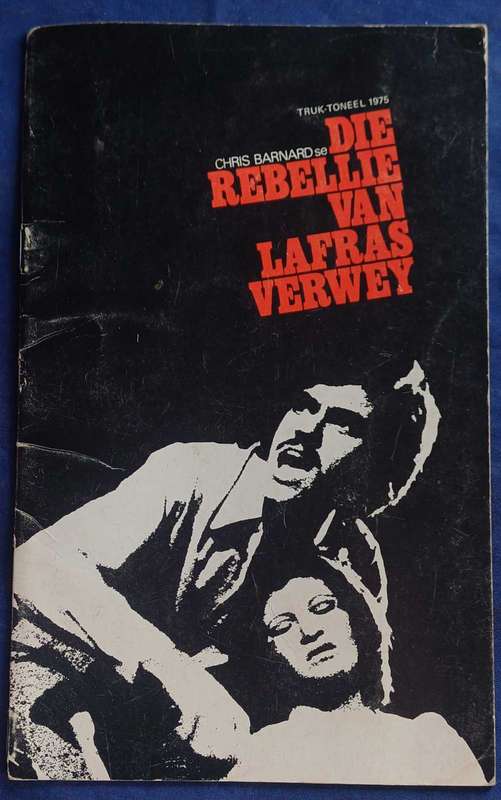 TRUK-TONEEL 1975
CHRIS BARNARD se DIE
REBELLIE
VAN
LAFRAS
VERWEY